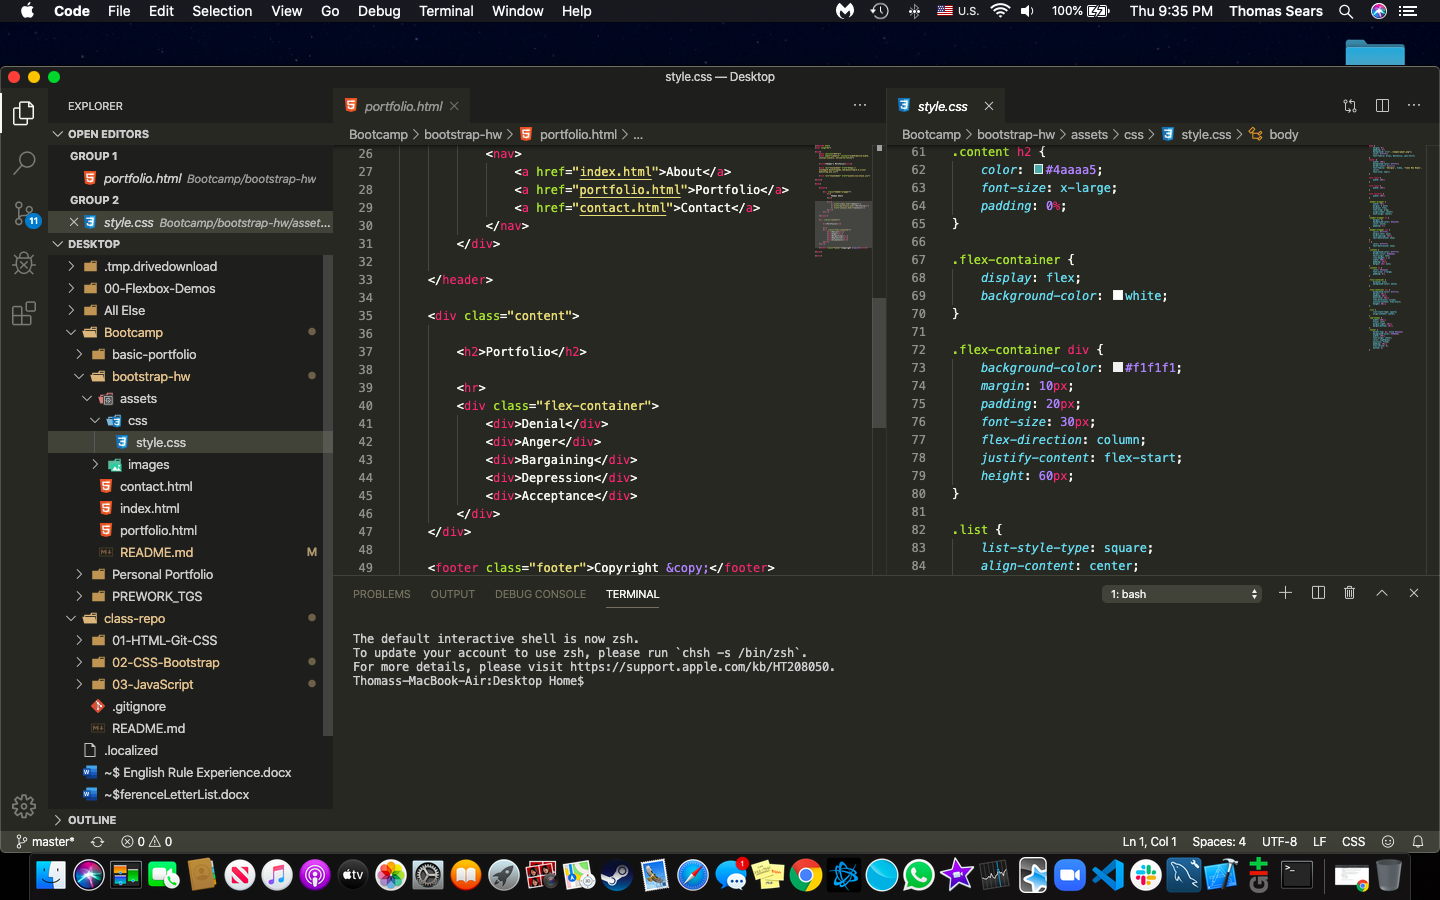 Code File Edit Selection View Go Debug Terminal Window Help U.S. 100% Thu 9:35 PM Thomas Sears
style.css — Desktop
EXPLORER
OPEN EDITORS
GROUP 1
portfolio.html Bootcamp/bootstrap-hw
GROUP 2
style.css Bootcamp/bootstrap-hw/asset...
11
DESKTOP
.tmp.drivedownload
00-Flexbox-Demos
All Else
Bootcamp
basic-portfolio
bootstrap-hw
assets
css
style.css
images
contact.html
index.html
portfolio.html
README.md M
Personal Portfolio
PREWORK_TGS
class-repo
01-HTML-Git-CSS
02-CSS-Bootstrap
03-JavaScript
.gitignore
README.md
.localized
~$ English Rule Experience.docx
~$ferenceLetterList.docx
OUTLINE
portfolio.html
Bootcamp > bootstrap-hw > portfolio.html > ...
26 <nav>
27 <a href="index.html">About</a>
28 <a href="portfolio.html">Portfolio</a>
29 <a href="contact.html">Contact</a>
30 </nav>
31 </div>
32
33 </header>
34
35 <div class="content">
36
37 <h2>Portfolio</h2>
38
39 <hr>
40 <div class="flex-container">
41 <div>Denial</div>
42 <div>Anger</div>
43 <div>Bargaining</div>
44 <div>Depression</div>
45 <div>Acceptance</div>
46 </div>
47 </div>
48
49 <footer class="footer">Copyright &copy;</footer>
style.css
Bootcamp > bootstrap-hw > assets > css > style.css > body
61 .content h2 {
62 color: #4aaaa5;
63 font-size: x-large;
64 padding: 0%;
65 }
66
67 .flex-container {
68 display: flex;
69 background-color: white;
70 }
71
72 .flex-container div {
73 background-color: #f1f1f1;
74 margin: 10px;
75 padding: 20px;
76 font-size: 30px;
77 flex-direction: column;
78 justify-content: flex-start;
79 height: 60px;
80 }
81
82 .list {
83 list-style-type: square;
84 align-content: center;
PROBLEMS OUTPUT DEBUG CONSOLE TERMINAL 1: bash
The default interactive shell is now zsh.
To update your account to use zsh, please run `chsh -s /bin/zsh`.
For more details, please visit https://support.apple.com/kb/HT208050.
Thomass-MacBook-Air:Desktop Home$
master* 0 0 Ln 1, Col 1 Spaces: 4 UTF-8 LF CSS
tv
1
git